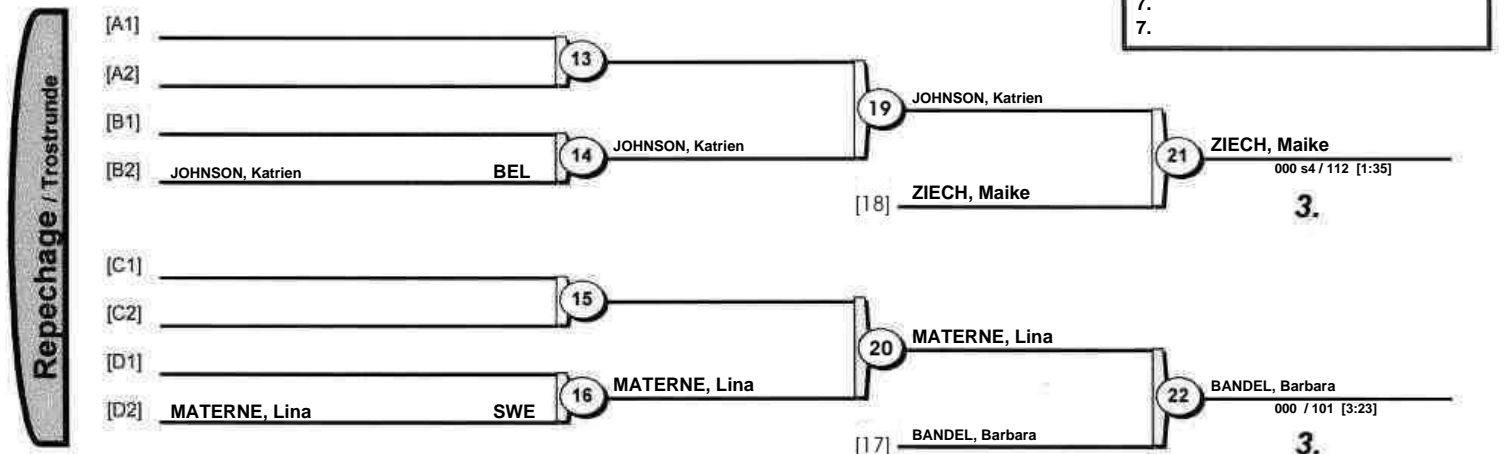 7.
7.
Repechage / Trostrunde
[A1]
13
[A2]
19
JOHNSON, Katrien
[B1]
14
JOHNSON, Katrien
[B2] JOHNSON, Katrien BEL
21
ZIECH, Maike
000 s4 / 112 [1:35]
[18] ZIECH, Maike
3.
[C1]
15
[C2]
20
MATERNE, Lina
[D1]
16
MATERNE, Lina
[D2] MATERNE, Lina SWE
22
BANDEL, Barbara
000 / 101 [3:23]
[17] BANDEL, Barbara
3.